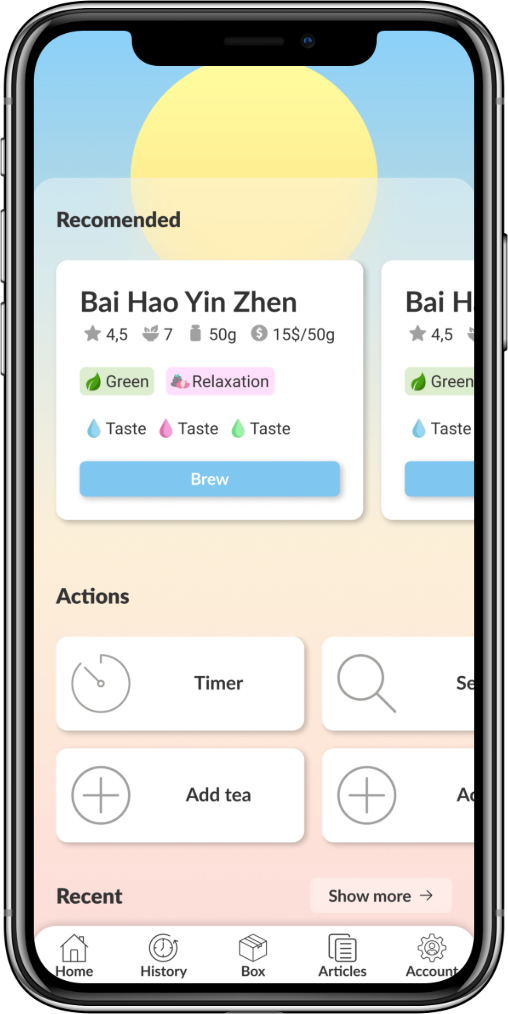 Recomended
Bai Hao Yin Zhen
4,5 7 50g 15$/50g
Green Relaxation
Taste Taste Taste
Brew
Bai H
4,5
Green
Taste
Actions
Timer
Se
Add tea
Ac
Recent
Show more →
Home History Box Articles Account